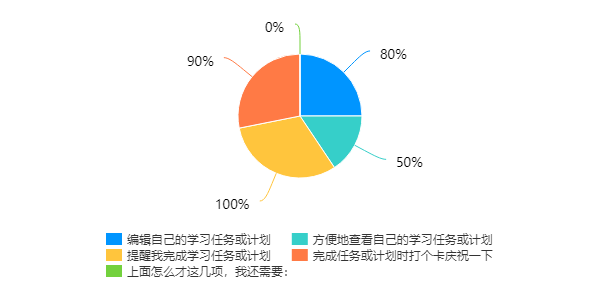 0%
80%
90%
50%
100%
编辑自己的学习任务或计划 方便地查看自己的学习任务或计划
提醒我完成学习任务或计划 完成任务或计划时打个卡庆祝一下
上面怎么才这几项，我还需要：